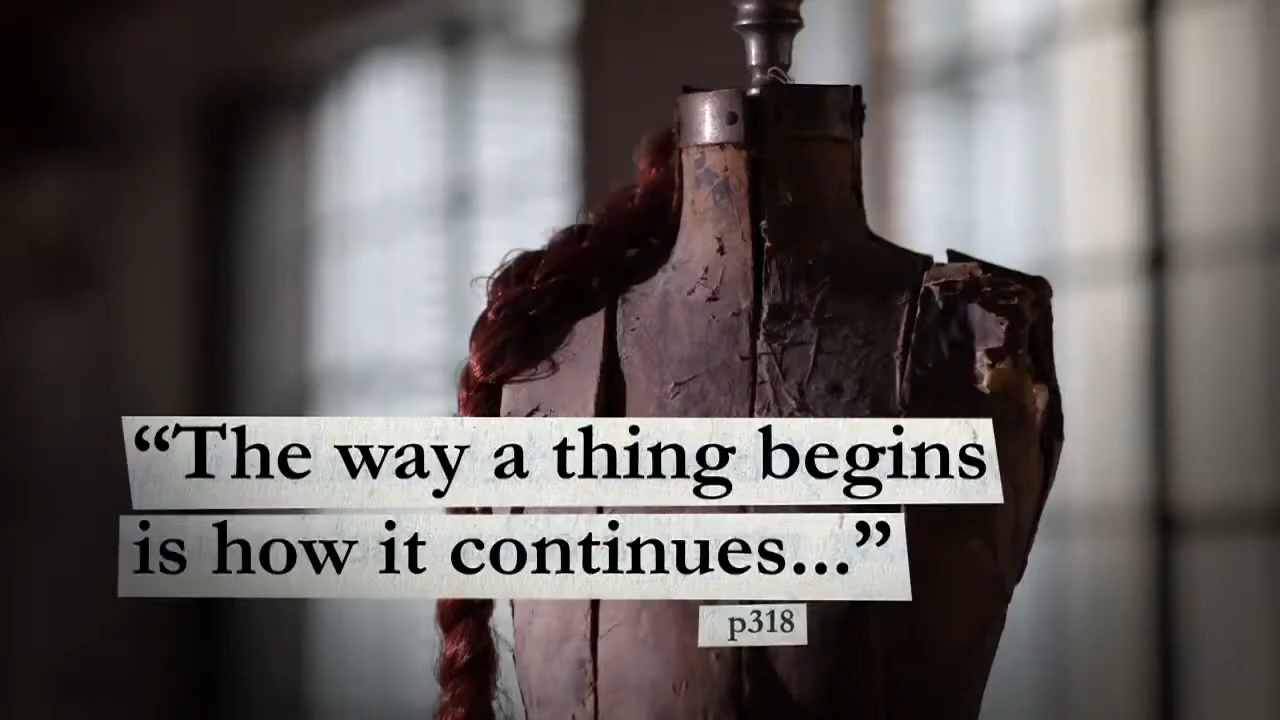 “The way a thing begins
is how it continues...”
p318